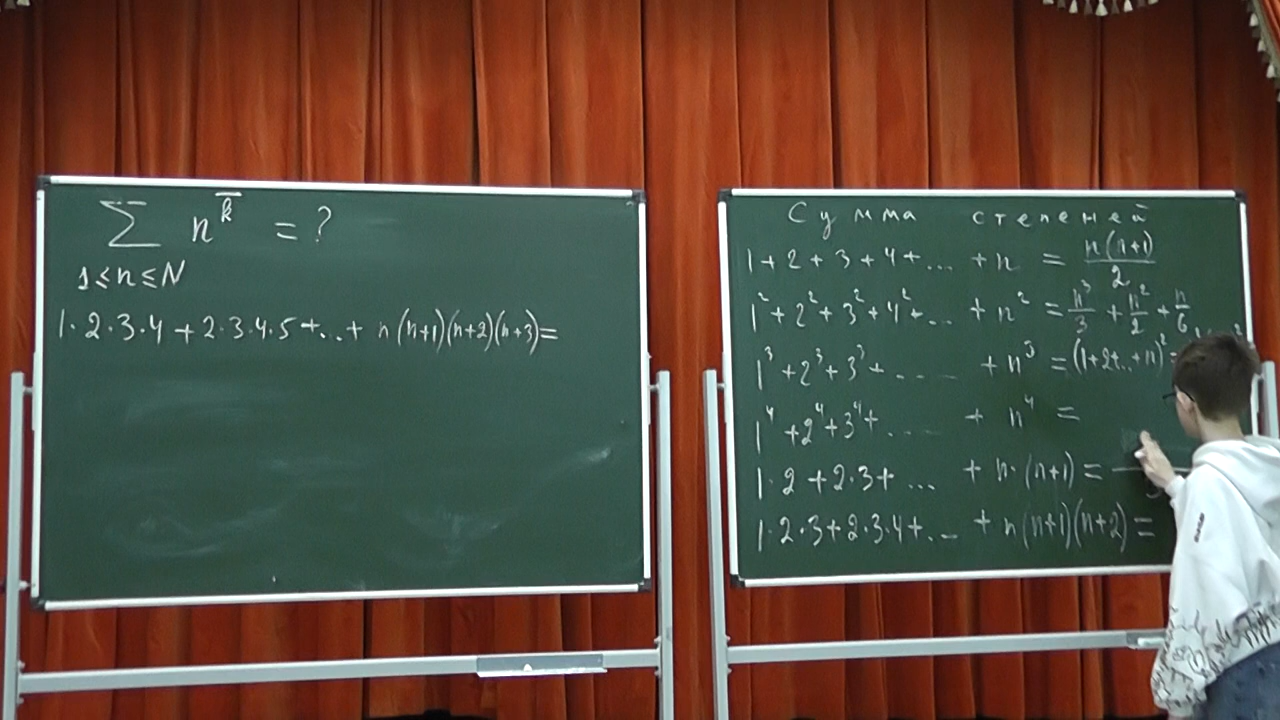 ∑ n^k̅ = ?
1≤n≤N
1·2·3·4+2·3·4·5+...+ n(n+1)(n+2)(n+3)=
Сумма степеней
1+2+3+4+... +n = n(n+1)/2
1²+2²+3²+4²+... +n² = n³/3 + n²/2 + n/6
1³+2³+3³+.... +n³ =(1+2+..+n)²=
1⁴+2⁴+3⁴+.... + n⁴ =
1·2+2·3+... +n·(n+1)=
1·2·3+2·3·4+... +n(n+1)(n+2)=